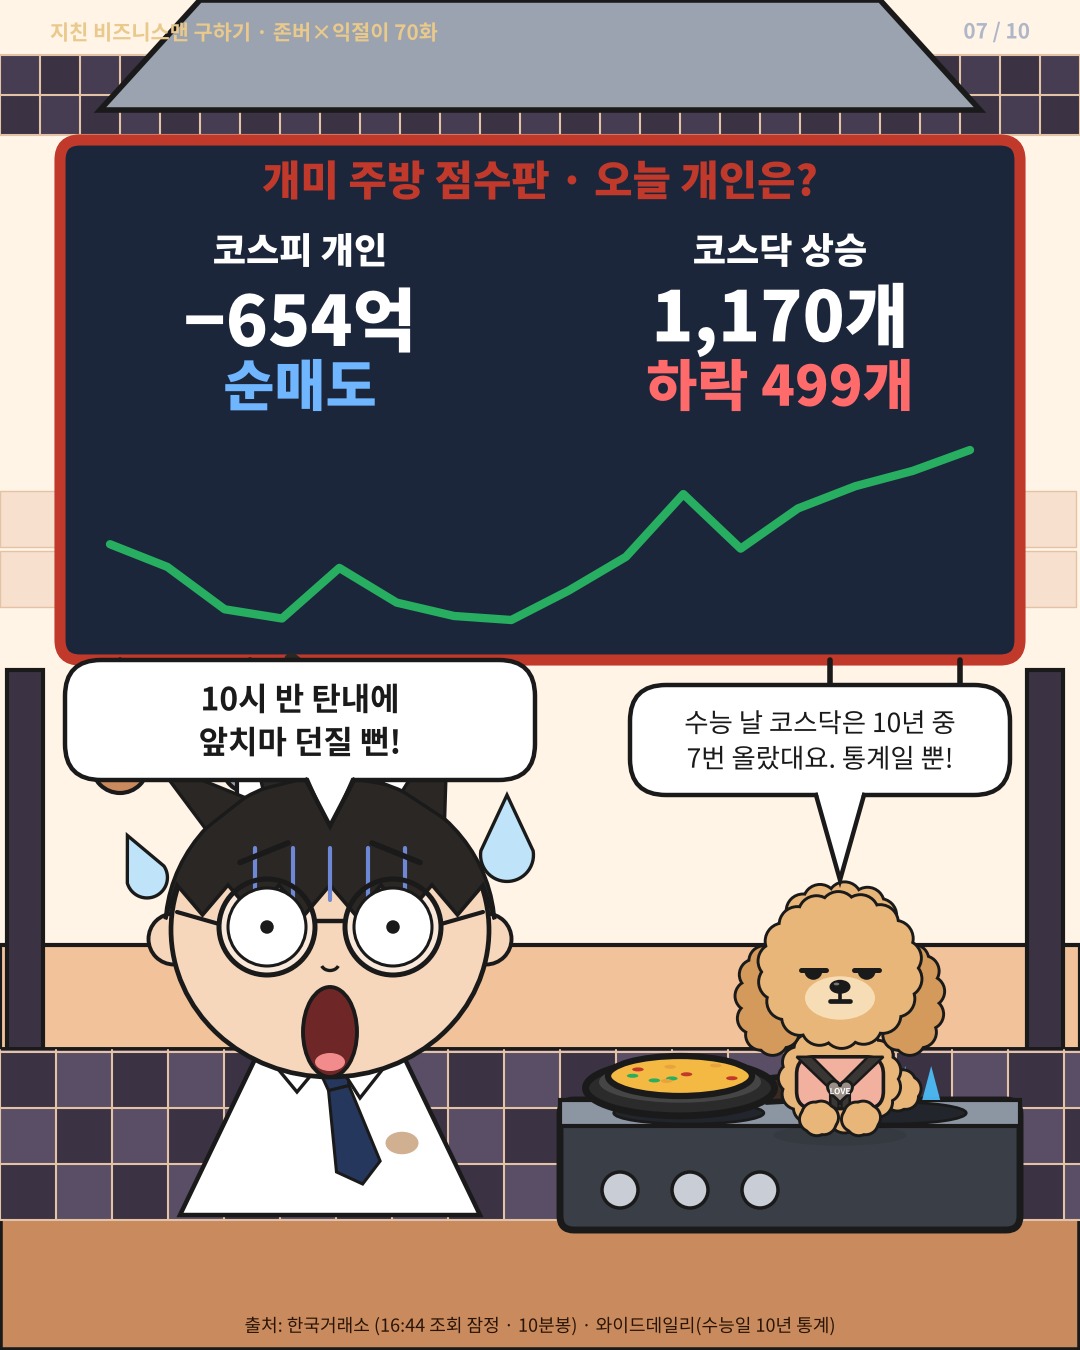 지친 비즈니스맨 구하기 · 존버×익절이 70화
07 / 10
개미 주방 점수판 · 오늘 개인은?
코스피 개인
−654억
순매도
코스닥 상승
1,170개
하락 499개
10시 반 탄내에
앞치마 던질 뻔!
수능 날 코스닥은 10년 중
7번 올랐대요. 통계일 뿐!
LOVE
출처: 한국거래소 (16:44 조회 잠정 · 10분봉) · 와이드데일리(수능일 10년 통계)